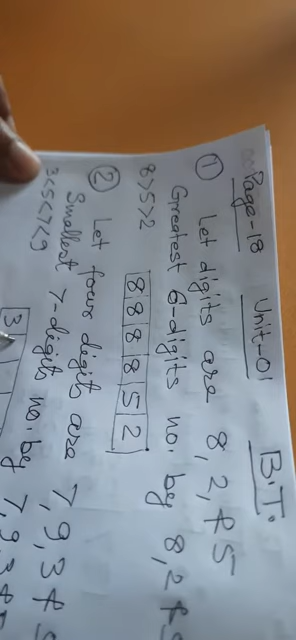 Page-18 Unit-01 B.T.
① Let digits are 8, 2, & 5
Greatest 6-digits no. by 8, 2 & 5
8>5>2
8 8 8 8 5 2
② Let four digits are 7, 9, 3 & 5
Smallest 7-digits no. by 7, 9, 3 & 5
3<5<7<9
3